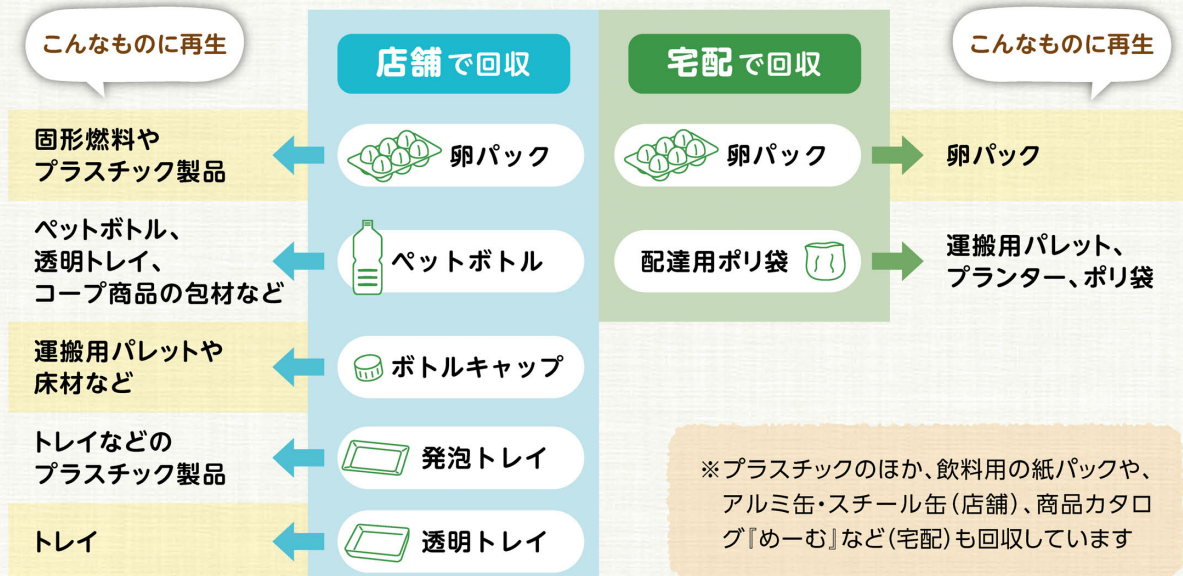 こんなものに再生
店舗で回収
宅配で回収
こんなものに再生
固形燃料や
プラスチック製品
卵パック
卵パック
卵パック
ペットボトル、
透明トレイ、
コープ商品の包材など
ペットボトル
配達用ポリ袋
運搬用パレット、
プランター、ポリ袋
運搬用パレットや
床材など
ボトルキャップ
トレイなどの
プラスチック製品
発泡トレイ
トレイ
透明トレイ
※プラスチックのほか、飲料用の紙パックや、
アルミ缶・スチール缶(店舗)、商品カタロ
グ『めーむ』など(宅配)も回収しています